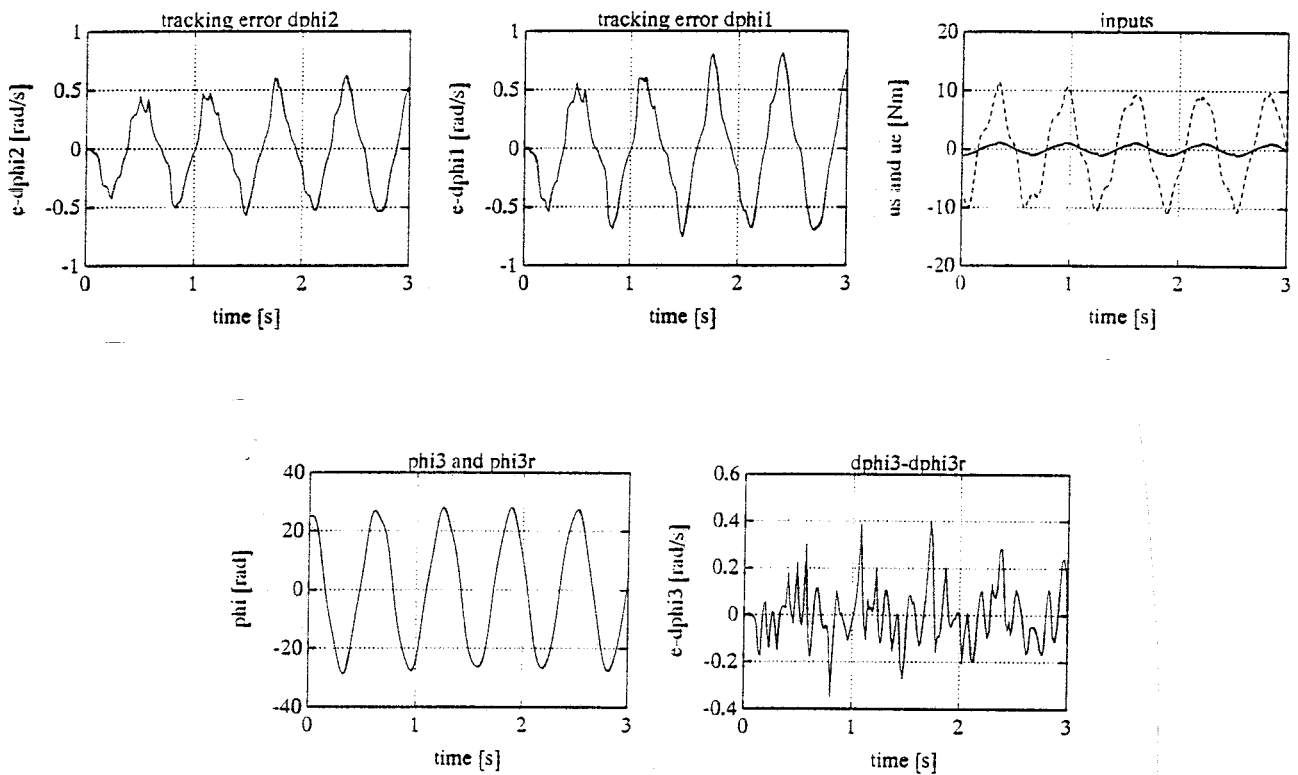 tracking error dphi2
1
0.5
0
-0.5
-1
e-dphi2 [rad/s]
0 1 2 3
time [s]
tracking error dphi1
1
0.5
0
-0.5
-1
e-dphi1 [rad/s]
0 1 2 3
time [s]
inputs
20
10
0
-10
-20
us and ue [Nm]
0 1 2 3
time [s]
phi3 and phi3r
40
20
0
-20
-40
phi [rad]
0 1 2 3
time [s]
dphi3-dphi3r
0.6
0.4
0.2
0
-0.2
-0.4
e-dphi3 [rad/s]
0 1 2 3
time [s]